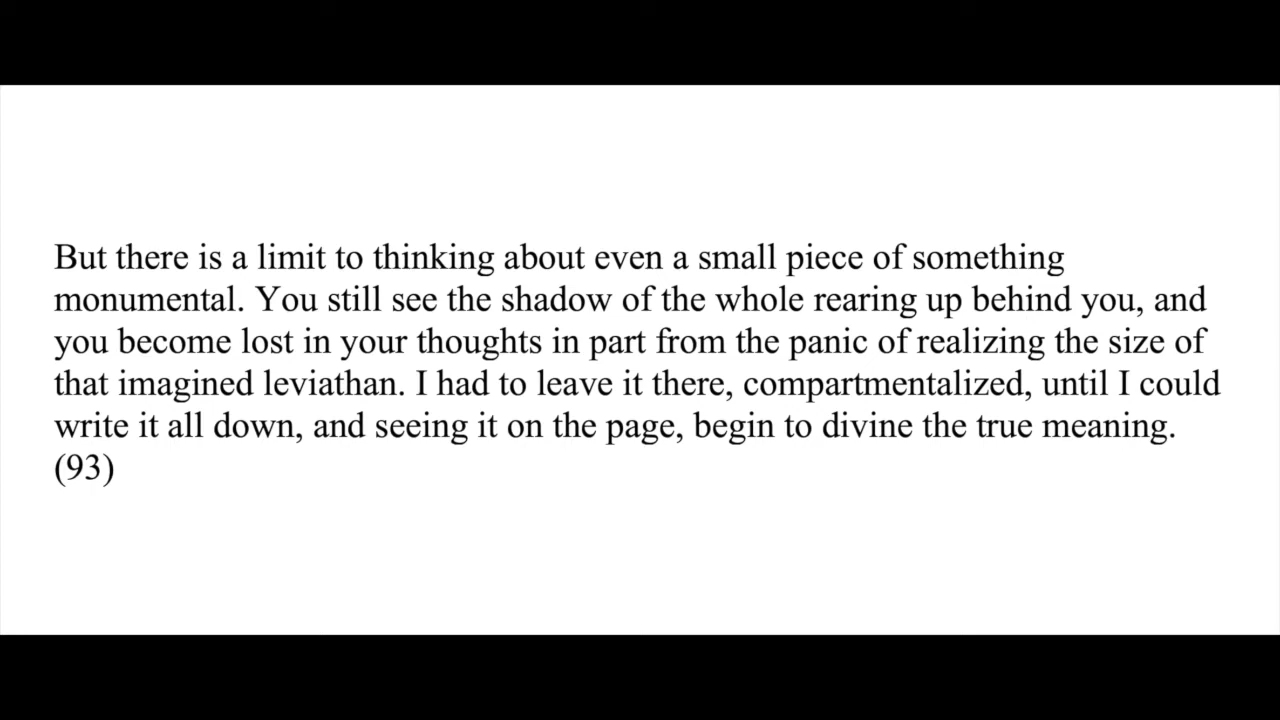 But there is a limit to thinking about even a small piece of something
monumental. You still see the shadow of the whole rearing up behind you, and
you become lost in your thoughts in part from the panic of realizing the size of
that imagined leviathan. I had to leave it there, compartmentalized, until I could
write it all down, and seeing it on the page, begin to divine the true meaning.
(93)